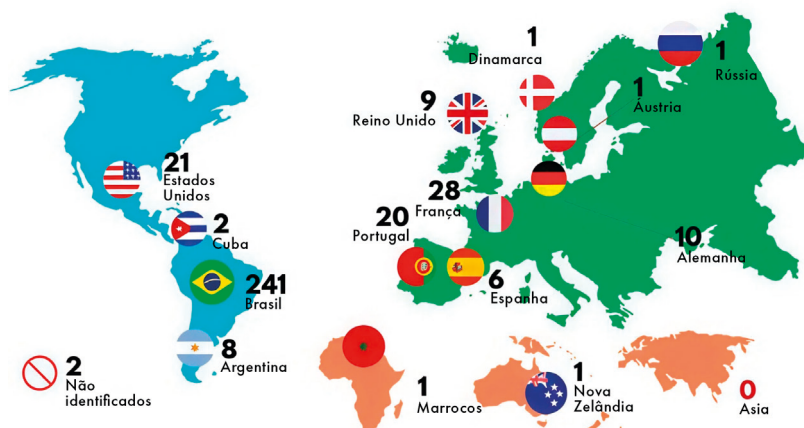 21
Estados
Unidos
2
Cuba
241
Brasil
8
Argentina
2
Não
identificados
1
Dinamarca
1
Rússia
1
Áustria
9
Reino Unido
28
França
20
Portugal
10
Alemanha
6
Espanha
1
Marrocos
1
Nova
Zelândia
0
Asia